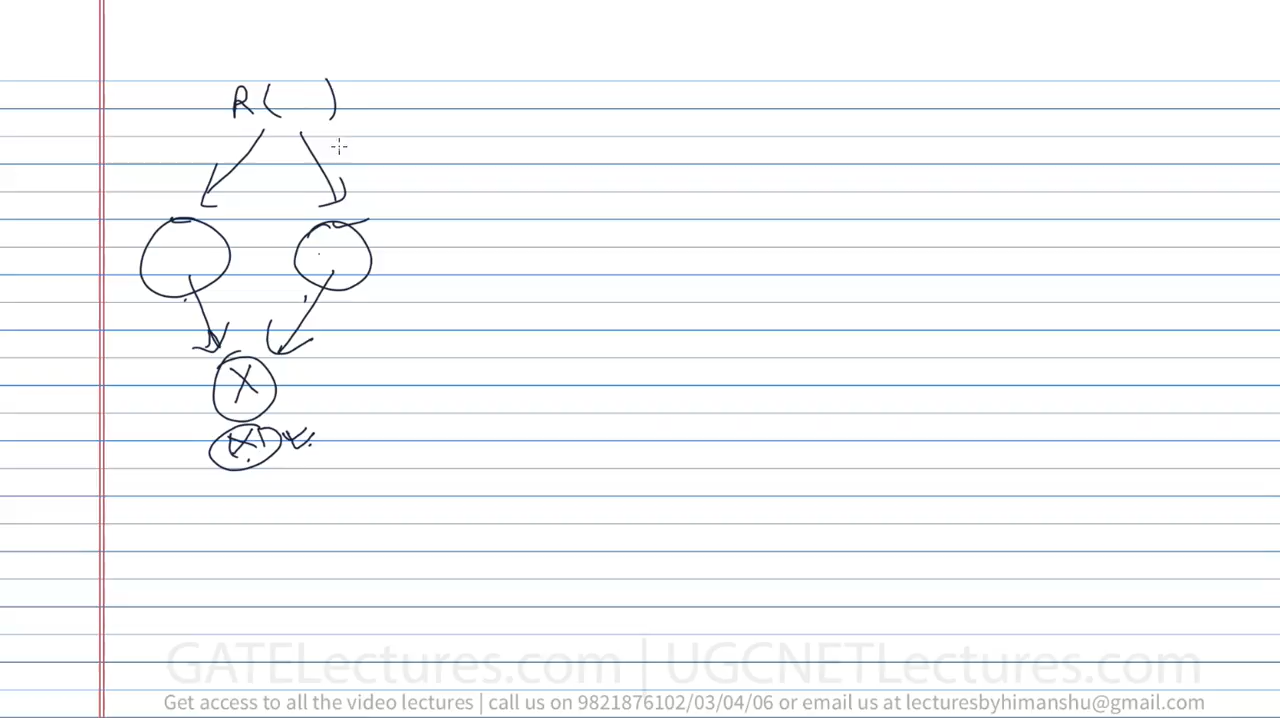 R( )
X
GATELectures.com | UGCNETLectures.com
Get access to all the video lectures | call us on 9821876102/03/04/06 or email us at lecturesbyhimanshu@gmail.com